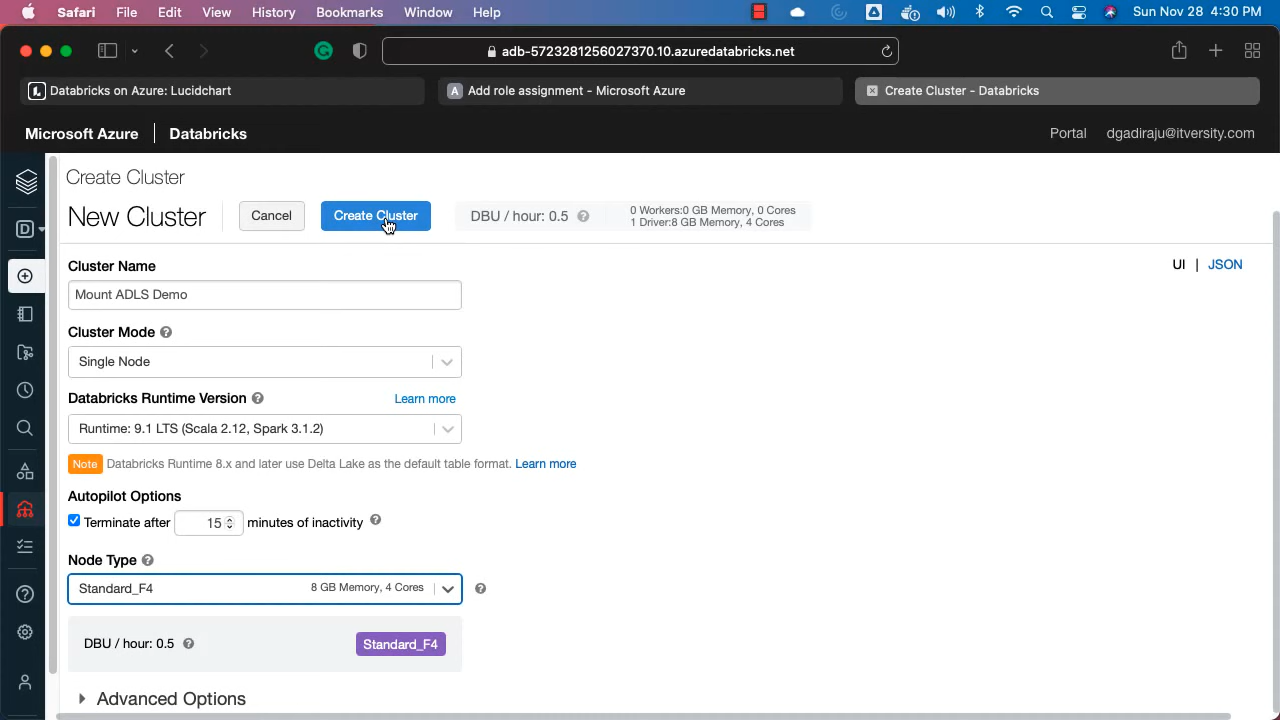 Safari File Edit View History Bookmarks Window Help Sun Nov 28 4:30 PM
adb-5723281256027370.10.azuredatabricks.net
Databricks on Azure: Lucidchart
A Add role assignment - Microsoft Azure
Create Cluster - Databricks
Microsoft Azure Databricks Portal dgadiraju@itversity.com
Create Cluster
New Cluster Cancel Create Cluster DBU / hour: 0.5 ? 0 Workers:0 GB Memory, 0 Cores
1 Driver:8 GB Memory, 4 Cores
D
UI | JSON
Cluster Name
Mount ADLS Demo
Cluster Mode ?
Single Node
Databricks Runtime Version ? Learn more
Runtime: 9.1 LTS (Scala 2.12, Spark 3.1.2)
Note Databricks Runtime 8.x and later use Delta Lake as the default table format. Learn more
Autopilot Options
Terminate after 15 minutes of inactivity ?
Node Type ?
Standard_F4 8 GB Memory, 4 Cores ?
DBU / hour: 0.5 ? Standard_F4
Advanced Options